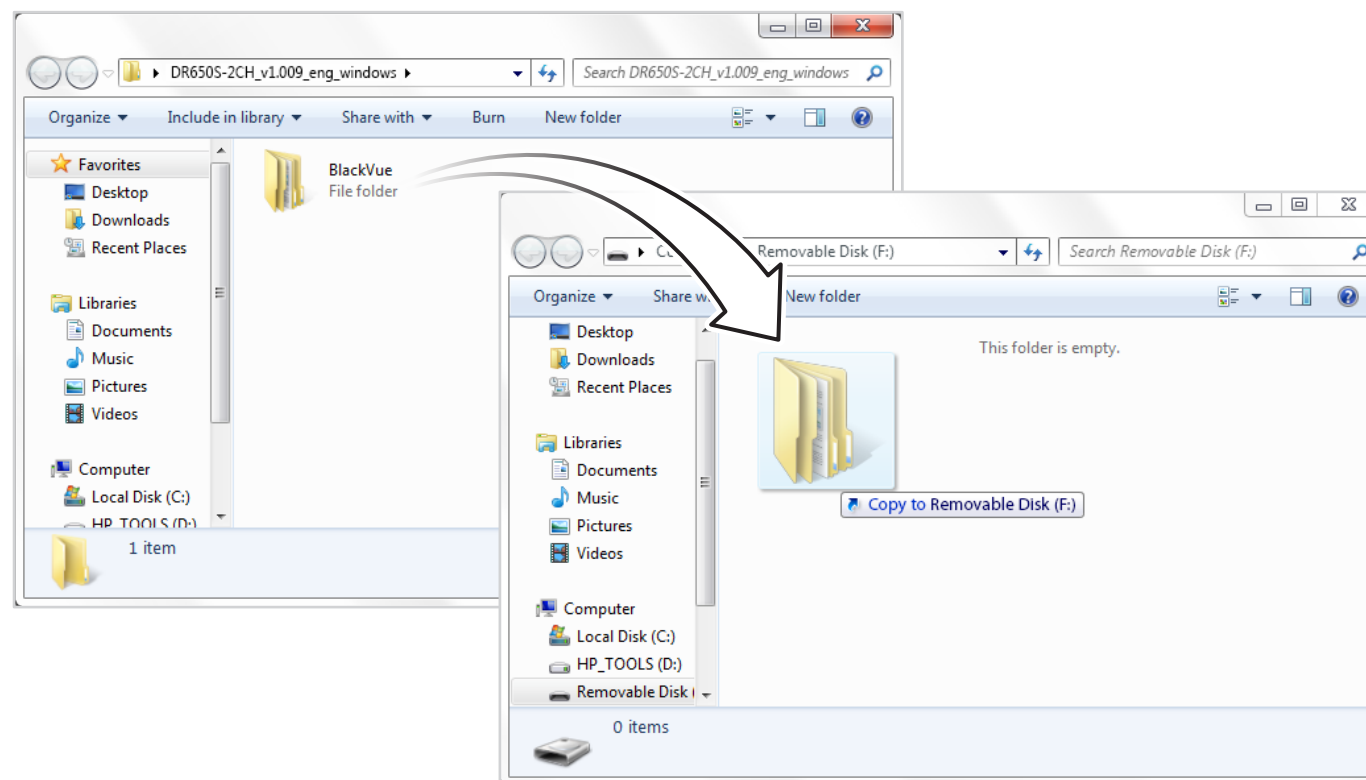 DR650S-2CH_v1.009_eng_windows
Search DR650S-2CH_v1.009_eng_windows
Organize Include in library Share with Burn New folder
Favorites
Desktop
Downloads
Recent Places
Libraries
Documents
Music
Pictures
Videos
Computer
Local Disk (C:)
HP_TOOLS (D:)
BlackVue
File folder
1 item
Removable Disk (F:)
Search Removable Disk (F:)
Organize Share New folder
Desktop
Downloads
Recent Places
Libraries
Documents
Music
Pictures
Videos
Computer
Local Disk (C:)
HP_TOOLS (D:)
Removable Disk (
This folder is empty.
Copy to Removable Disk (F:)
0 items